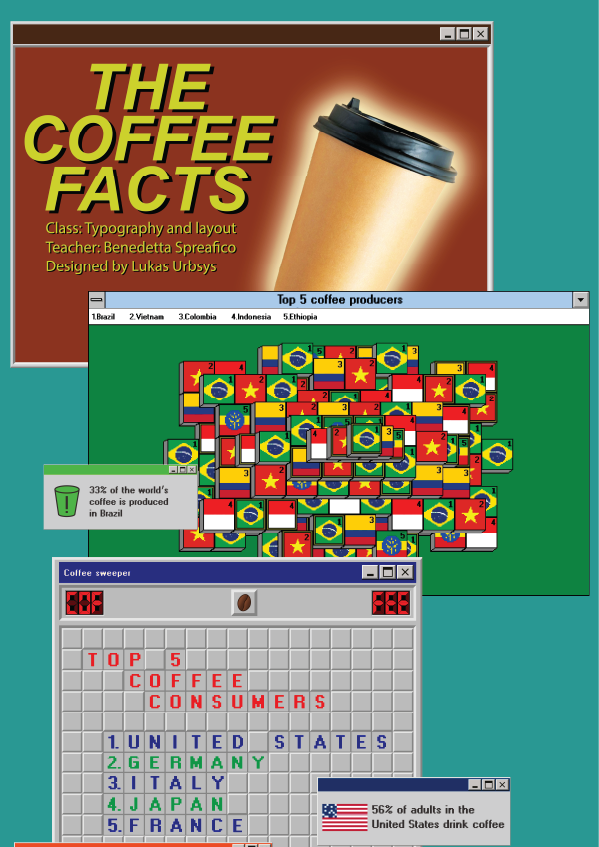 THE
COFFEE
FACTS
Class: Typography and layout
Teacher: Benedetta Spreafico
Designed by Lukas Urbsys
Top 5 coffee producers
1.Brazil 2.Vietnam 3.Colombia 4.Indonesia 5.Ethiopia
33% of the world's
coffee is produced
in Brazil
Coffee sweeper
TOP 5
COFFEE
CONSUMERS
1. UNITED STATES
2. GERMANY
3. ITALY
4. JAPAN
5. FRANCE
56% of adults in the
United States drink coffee